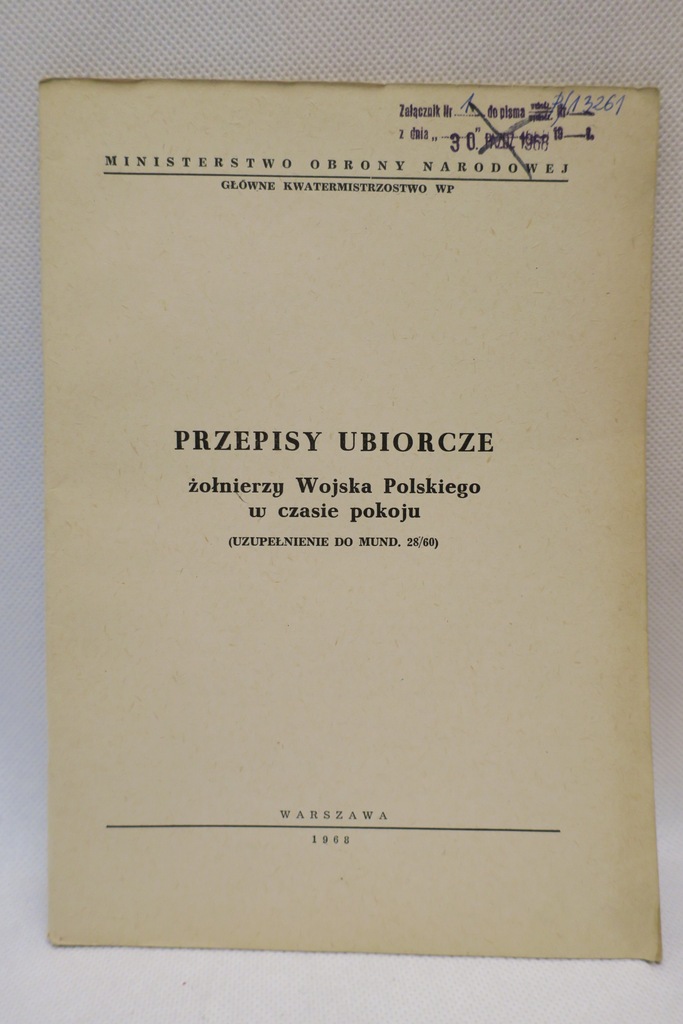 Załącznik Nr 1 do pisma
z dnia „ " 19 r.
30. 1968
MINISTERSTWO OBRONY NARODOWEJ
GŁÓWNE KWATERMISTRZOSTWO WP
PRZEPISY UBIORCZE
żołnierzy Wojska Polskiego
w czasie pokoju
(UZUPEŁNIENIE DO MUND. 28/60)
WARSZAWA
1968